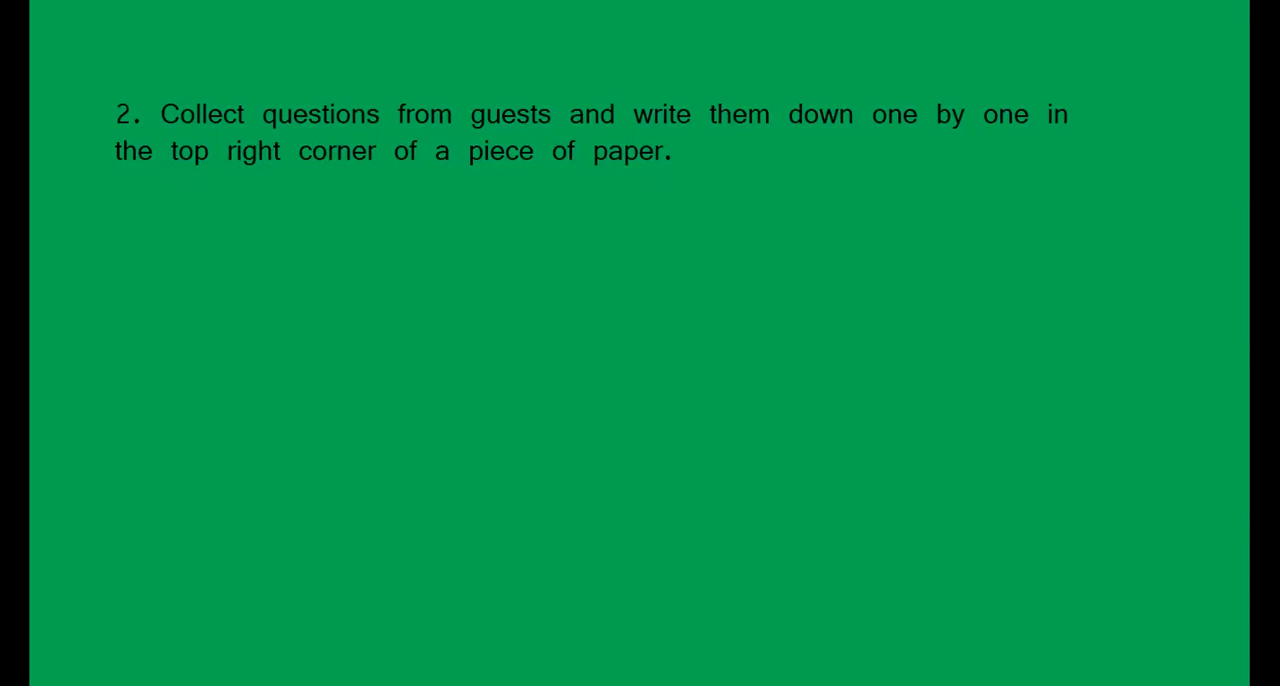 2. Collect questions from guests and write them down one by one in
the top right corner of a piece of paper.